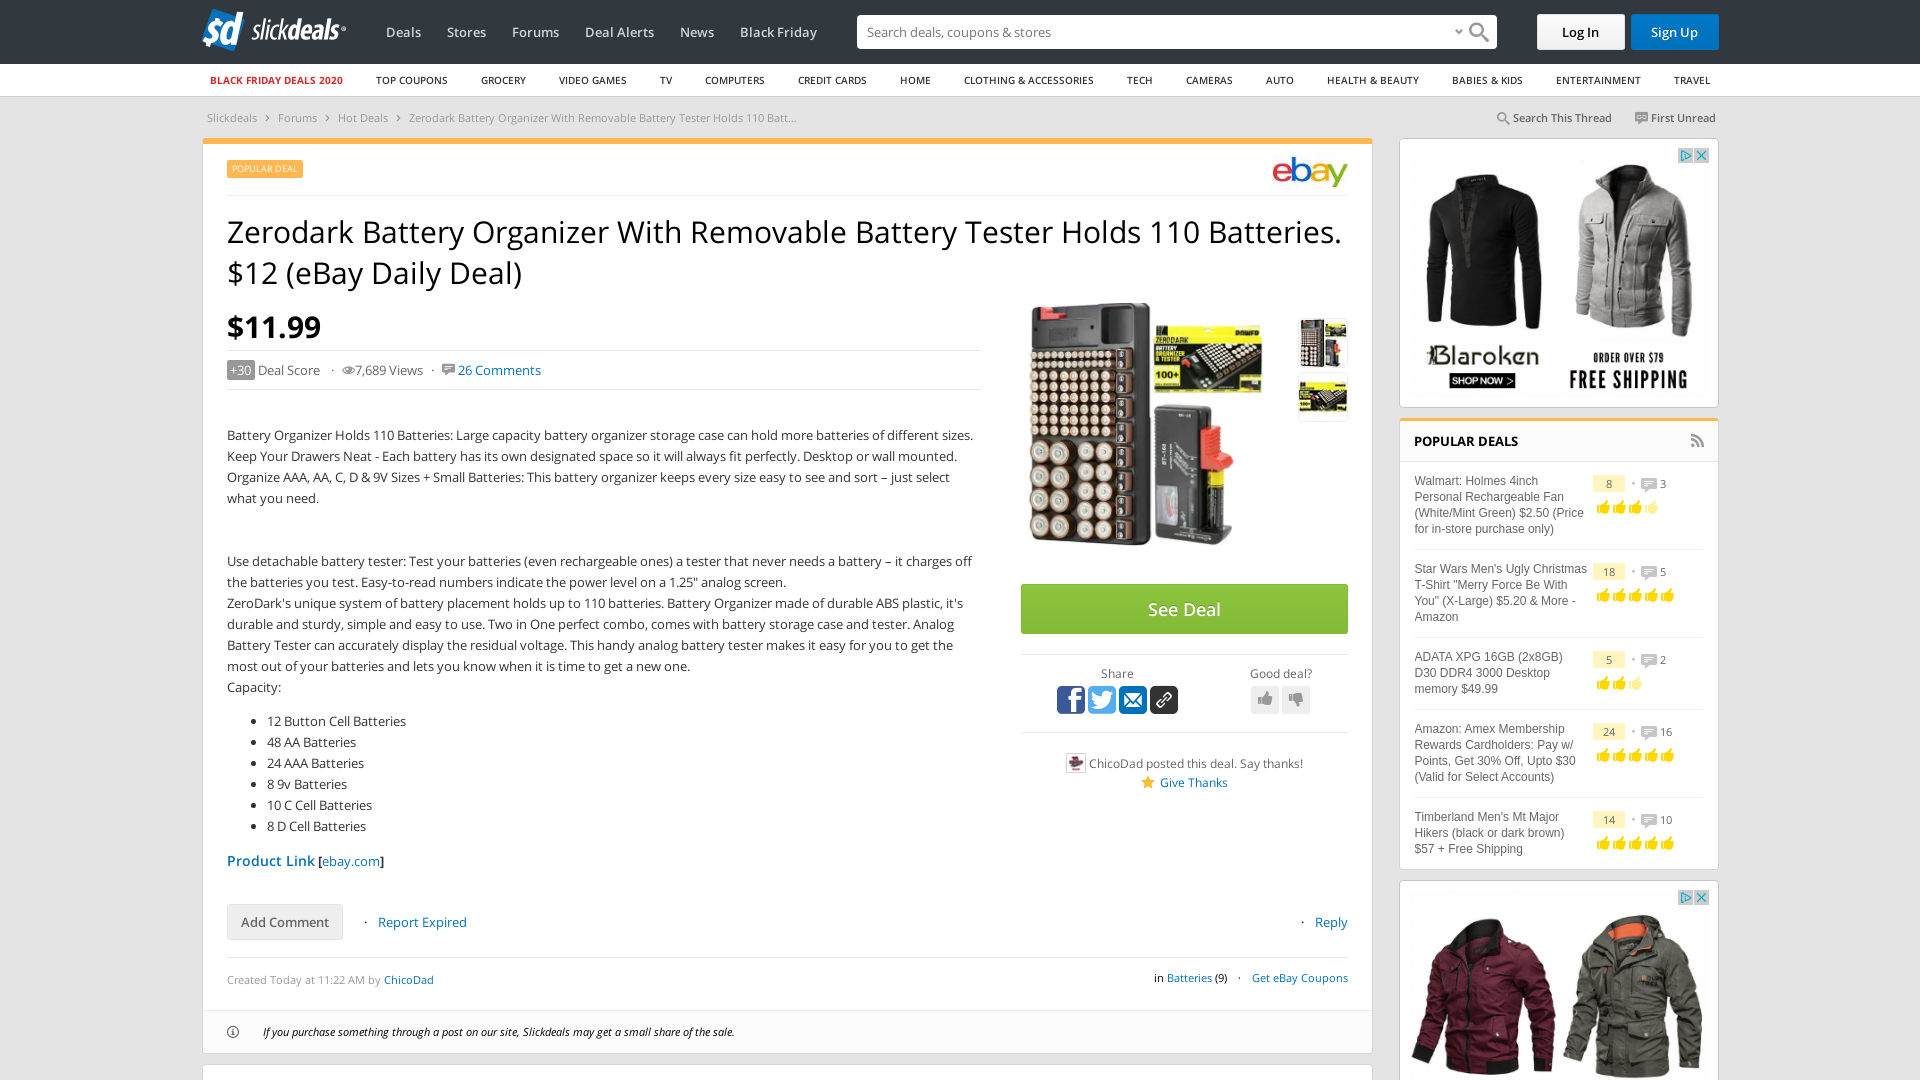 sd slickdeals
Deals Stores Forums Deal Alerts News Black Friday
Search deals, coupons & shopping
Log In
Sign Up
BLACK FRIDAY DEALS 2020 TOP COUPONS GROCERY VIDEO GAMES TV COMPUTERS CREDIT CARDS HOME CLOTHING & ACCESSORIES TECH CAMERAS AUTO HEALTH & BEAUTY BABIES & KIDS ENTERTAINMENT TRAVEL
Slickdeals › Forums › Hot Deals › Zerodark Battery Organizer With Removable Battery Tester Holds 110 Batt...
Search This Thread First Unread
POPULAR DEAL
ebay
Zerodark Battery Organizer With Removable Battery Tester Holds 110 Batteries.
$12 (eBay Daily Deal)
$11.99
+30 Deal Score · 7,689 Views · 26 Comments
Battery Organizer Holds 110 Batteries: Large capacity battery organizer storage case can hold more batteries of different sizes.
Keep Your Drawers Neat - Each battery has its own designated space so it will always fit perfectly. Desktop or wall mounted.
Organize AAA, AA, C, D & 9V Sizes + Small Batteries: This battery organizer keeps every size easy to see and sort – just select
what you need.
Use detachable battery tester: Test your batteries (even rechargeable ones) a tester that never needs a battery – it charges off
the batteries you test. Easy-to-read numbers indicate the power level on a 1.25" analog screen.
ZeroDark's unique system of battery placement holds up to 110 batteries. Battery Organizer made of durable ABS plastic, it's
durable and sturdy, simple and easy to use. Two in One perfect combo, comes with battery storage case and tester. Analog
Battery Tester can accurately display the residual voltage. This handy analog battery tester makes it easy for you to get the
most out of your batteries and lets you know when it is time to get a new one.
Capacity:
12 Button Cell Batteries
48 AA Batteries
24 AAA Batteries
8 9v Batteries
10 C Cell Batteries
8 D Cell Batteries
Product Link [ebay.com]
Add Comment · Report Expired
· Reply
Created Today at 11:22 AM by ChicoDad
in Batteries (9) · Get eBay Coupons
If you purchase something through a post on our site, Slickdeals may get a small share of the sale.
ZERODARK
BATTERY
ORGANIZER
& TESTER
100+
See Deal
Share
Good deal?
ChicoDad posted this deal. Say thanks!
Give Thanks
Blaroken
SHOP NOW >
ORDER OVER $79
FREE SHIPPING
POPULAR DEALS
Walmart: Holmes 4inch
Personal Rechargeable Fan
(White/Mint Green) $2.50 (Price
for in-store purchase only)
8 • 3
Star Wars Men's Ugly Christmas
T-Shirt "Merry Force Be With
You" (X-Large) $5.20 & More -
Amazon
18 • 5
ADATA XPG 16GB (2x8GB)
D30 DDR4 3000 Desktop
memory $49.99
5 • 2
Amazon: Amex Membership
Rewards Cardholders: Pay w/
Points, Get 30% Off, Upto $30
(Valid for Select Accounts)
24 • 16
Timberland Men's Mt Major
Hikers (black or dark brown)
$57 + Free Shipping
14 • 10